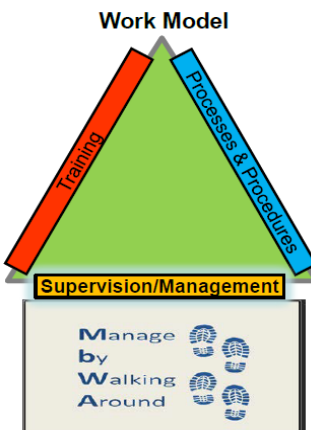 Work Model
Training
Processes & Procedures
Supervision/Management
Manage
by
Walking
Around